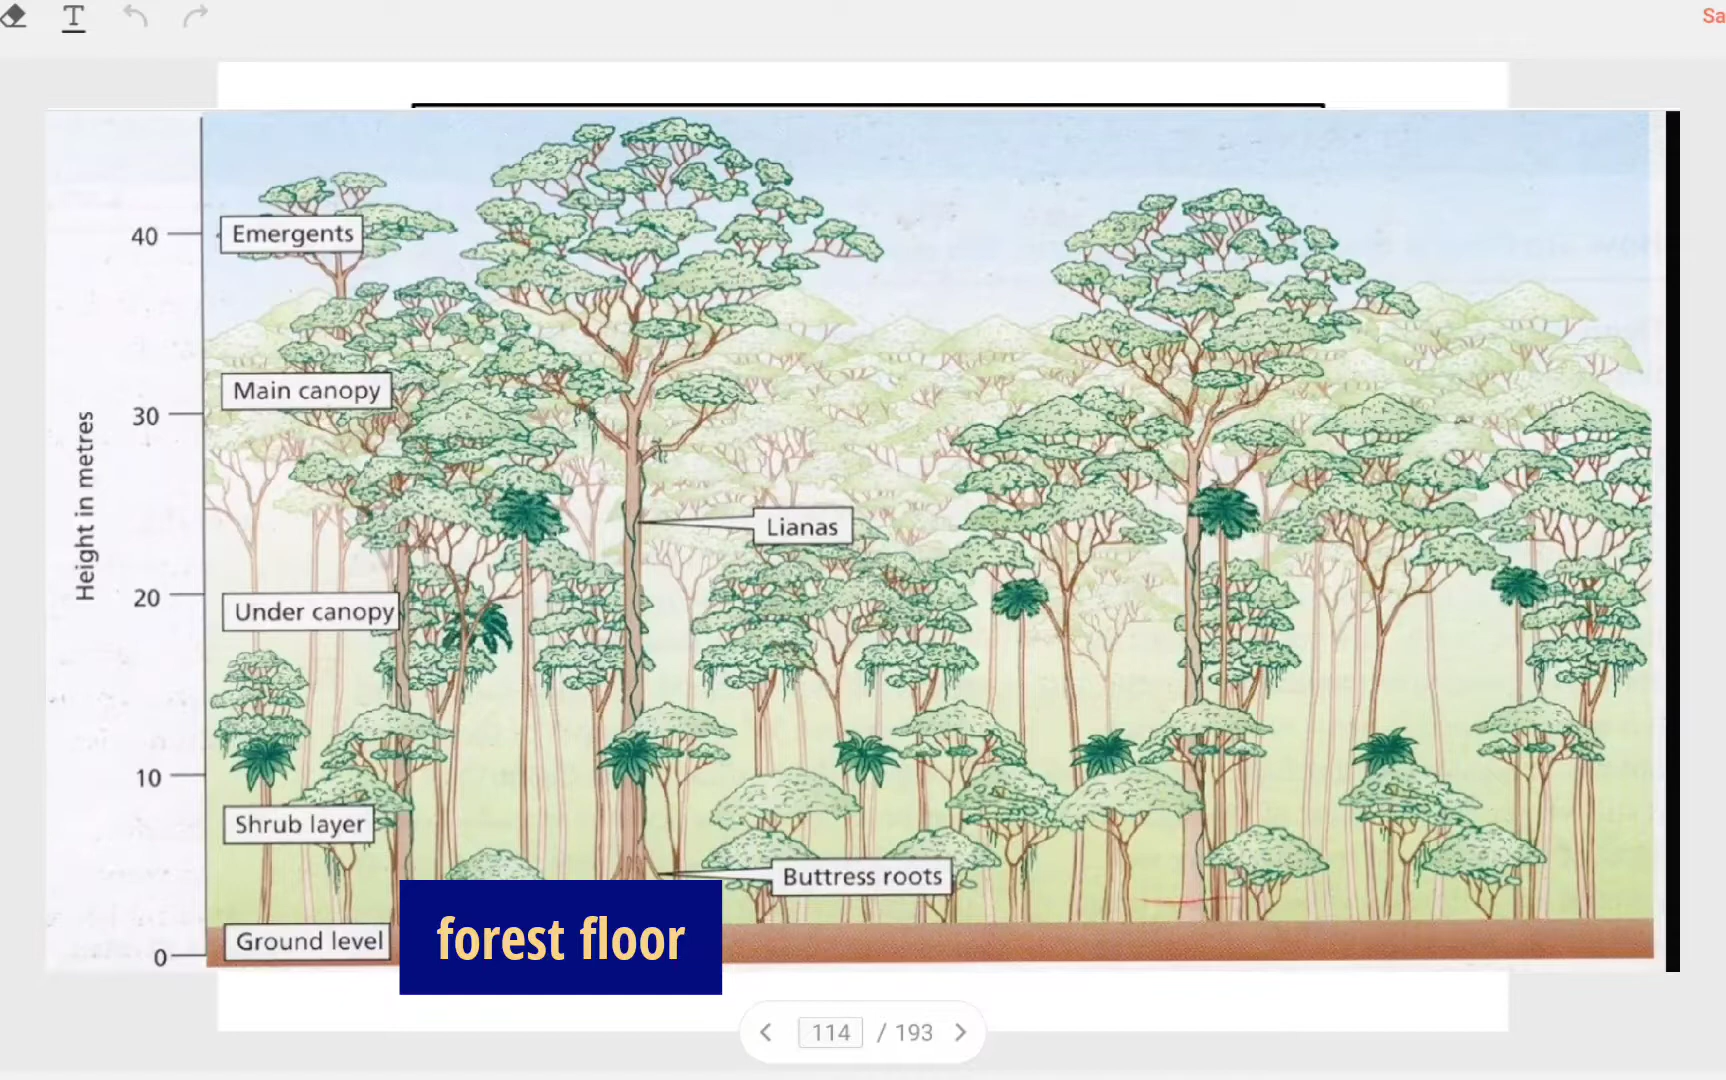 T
Sa
40
Emergents
Main canopy
30
Height in metres
Lianas
20
Under canopy
10
Shrub layer
Buttress roots
forest floor
Ground level
0
114 / 193